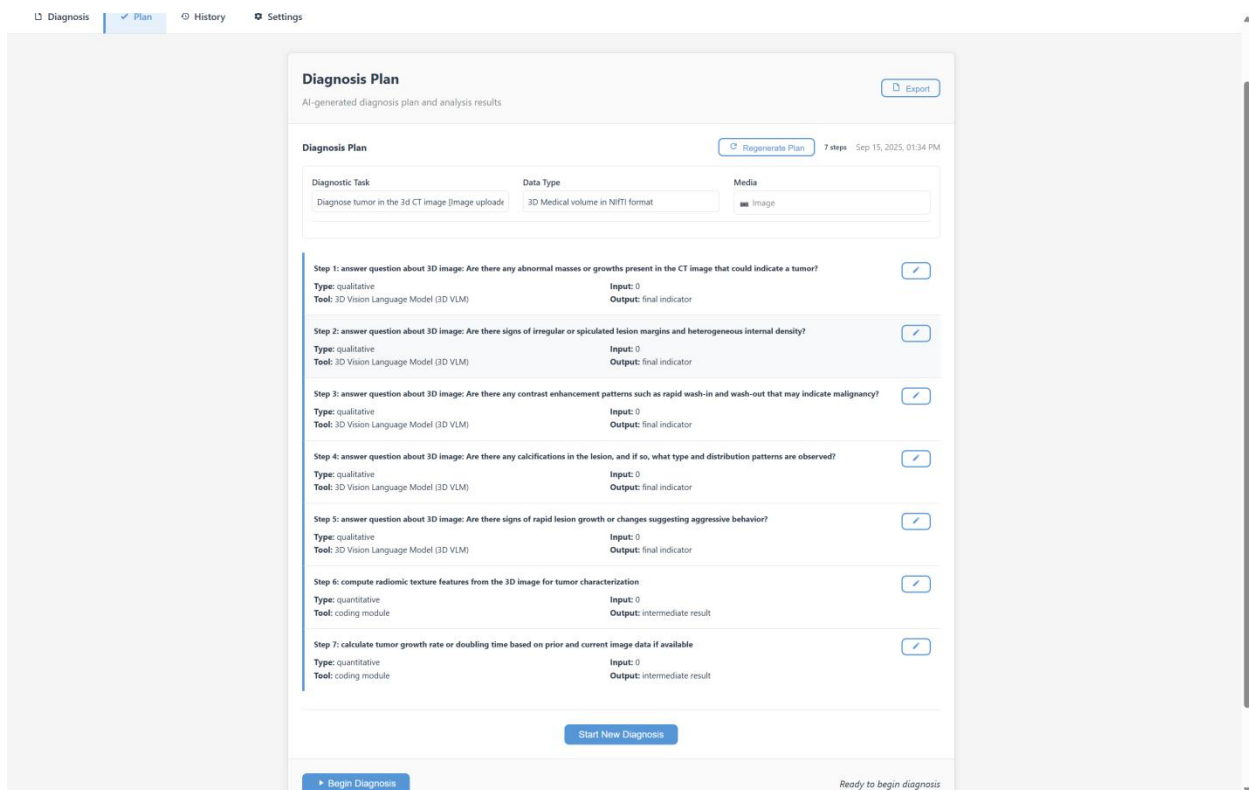 Diagnosis Plan History Settings
Diagnosis Plan
Export
AI-generated diagnosis plan and analysis results
Diagnosis Plan
Regenerate Plan 7 steps Sep 15, 2025, 01:34 PM
Diagnostic Task Data Type Media
Diagnose tumor in the 3d CT image [Image uploade 3D Medical volume in NIfTI format Image
Step 1: answer question about 3D image: Are there any abnormal masses or growths present in the CT image that could indicate a tumor?
Type: qualitative Input: 0
Tool: 3D Vision Language Model (3D VLM) Output: final indicator
Step 2: answer question about 3D image: Are there signs of irregular or spiculated lesion margins and heterogeneous internal density?
Type: qualitative Input: 0
Tool: 3D Vision Language Model (3D VLM) Output: final indicator
Step 3: answer question about 3D image: Are there any contrast enhancement patterns such as rapid wash-in and wash-out that may indicate malignancy?
Type: qualitative Input: 0
Tool: 3D Vision Language Model (3D VLM) Output: final indicator
Step 4: answer question about 3D image: Are there any calcifications in the lesion, and if so, what type and distribution patterns are observed?
Type: qualitative Input: 0
Tool: 3D Vision Language Model (3D VLM) Output: final indicator
Step 5: answer question about 3D image: Are there signs of rapid lesion growth or changes suggesting aggressive behavior?
Type: qualitative Input: 0
Tool: 3D Vision Language Model (3D VLM) Output: final indicator
Step 6: compute radiomic texture features from the 3D image for tumor characterization
Type: quantitative Input: 0
Tool: coding module Output: intermediate result
Step 7: calculate tumor growth rate or doubling time based on prior and current image data if available
Type: quantitative Input: 0
Tool: coding module Output: intermediate result
Start New Diagnosis
Begin Diagnosis Ready to begin diagnosis